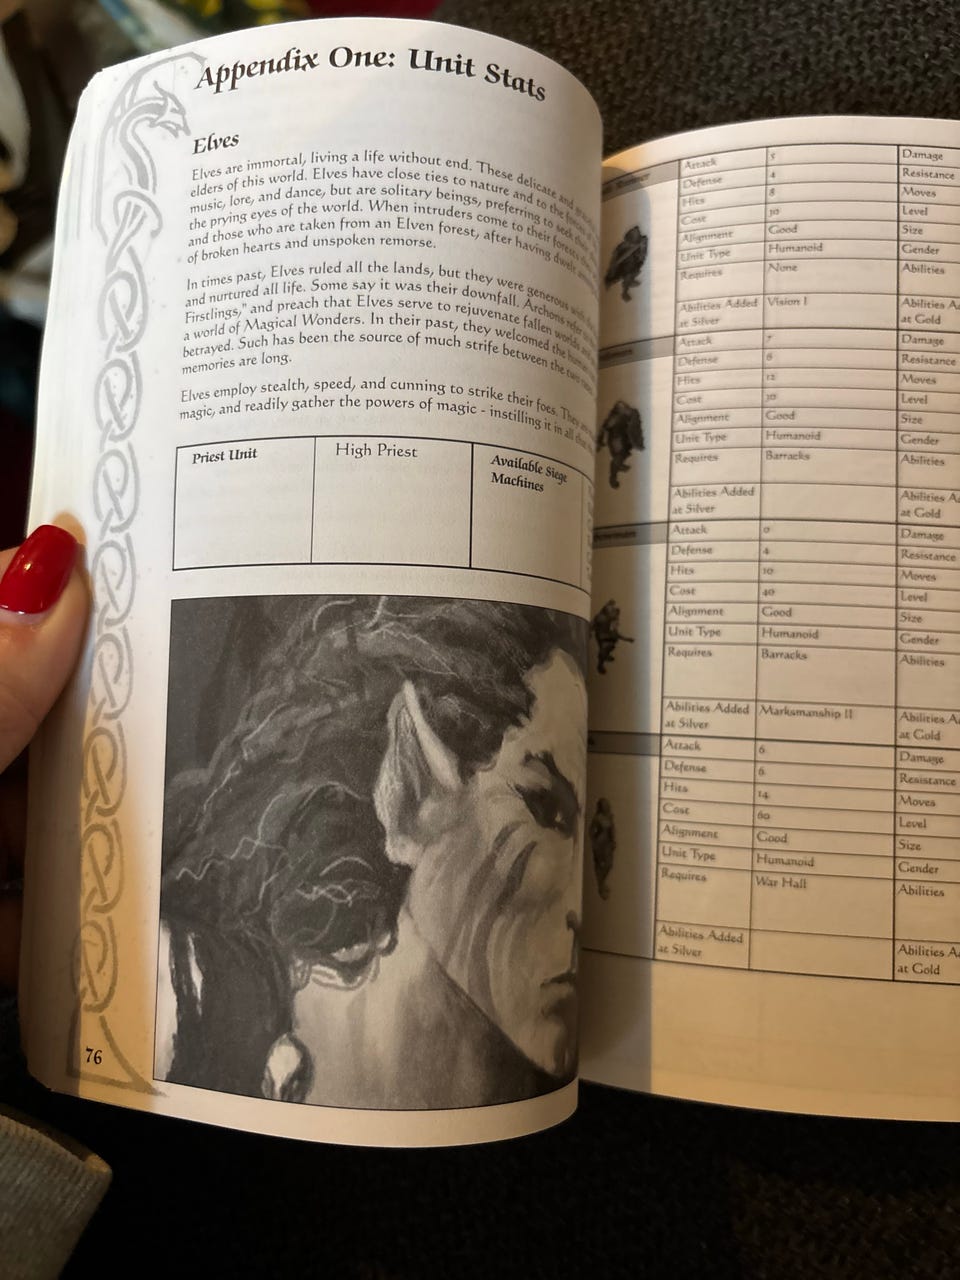 Appendix One: Unit Stats
Elves
Elves are immortal, living a life without end. These delicate and
elders of this world. Elves have close ties to nature and to the forces of
music, lore, and dance, but are solitary beings, preferring to seek
the prying eyes of the world. When intruders come to their forests
and those who are taken from an Elven forest, after having dwelt
of broken hearts and unspoken remorse.
In times past, Elves ruled all the lands, but they were generous with
and nurtured all life. Some say it was their downfall. Archons refer
Firstlings," and preach that Elves serve to rejuvenate fallen worlds and
a world of Magical Wonders. In their past, they welcomed the
betrayed. Such has been the source of much strife between the two
memories are long.
Elves employ stealth, speed, and cunning to strike their foes. They are
magic, and readily gather the powers of magic - instilling it in all
Priest Unit High Priest Available Siege
Machines
76
Attack 5 Damage
Defense 4 Resistance
Hits 8 Moves
Cost 30 Level
Alignment Good Size
Unit Type Humanoid Gender
Requires None Abilities
Abilities Added Vision I Abilities
at Silver at Gold
Attack 7 Damage
Defense 6 Resistance
Hits 12 Moves
Cost 30 Level
Alignment Good Size
Unit Type Humanoid Gender
Requires Barracks Abilities
Abilities Added Abilities
at Silver at Gold
Attack 0 Damage
Defense 4 Resistance
Hits 10 Moves
Cost 40 Level
Alignment Good Size
Unit Type Humanoid Gender
Requires Barracks Abilities
Abilities Added Marksmanship II Abilities
at Silver at Gold
Attack 6 Damage
Defense 6 Resistance
Hits 14 Moves
Cost 60 Level
Alignment Good Size
Unit Type Humanoid Gender
Requires War Hall Abilities
Abilities Added Abilities
at Silver at Gold